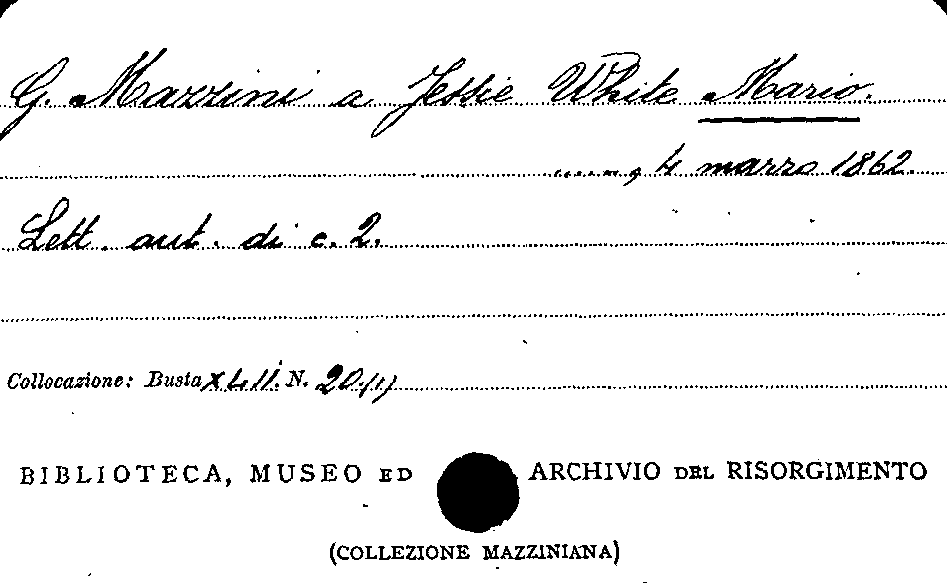 G. Mazzini a Jessie White Mario.
......, 4 marzo 1862.
Lett. aut. di c. 2.
Collocazione: Busta XLII. N. 20
BIBLIOTECA, MUSEO ED ARCHIVIO DEL RISORGIMENTO
(COLLEZIONE MAZZINIANA)